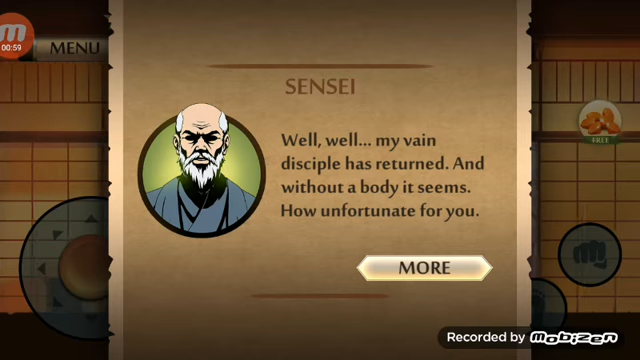 m
00:59
MENU
SENSEI
Well, well... my vain
disciple has returned. And
without a body it seems.
How unfortunate for you.
MORE
FREE
Recorded by mobizen